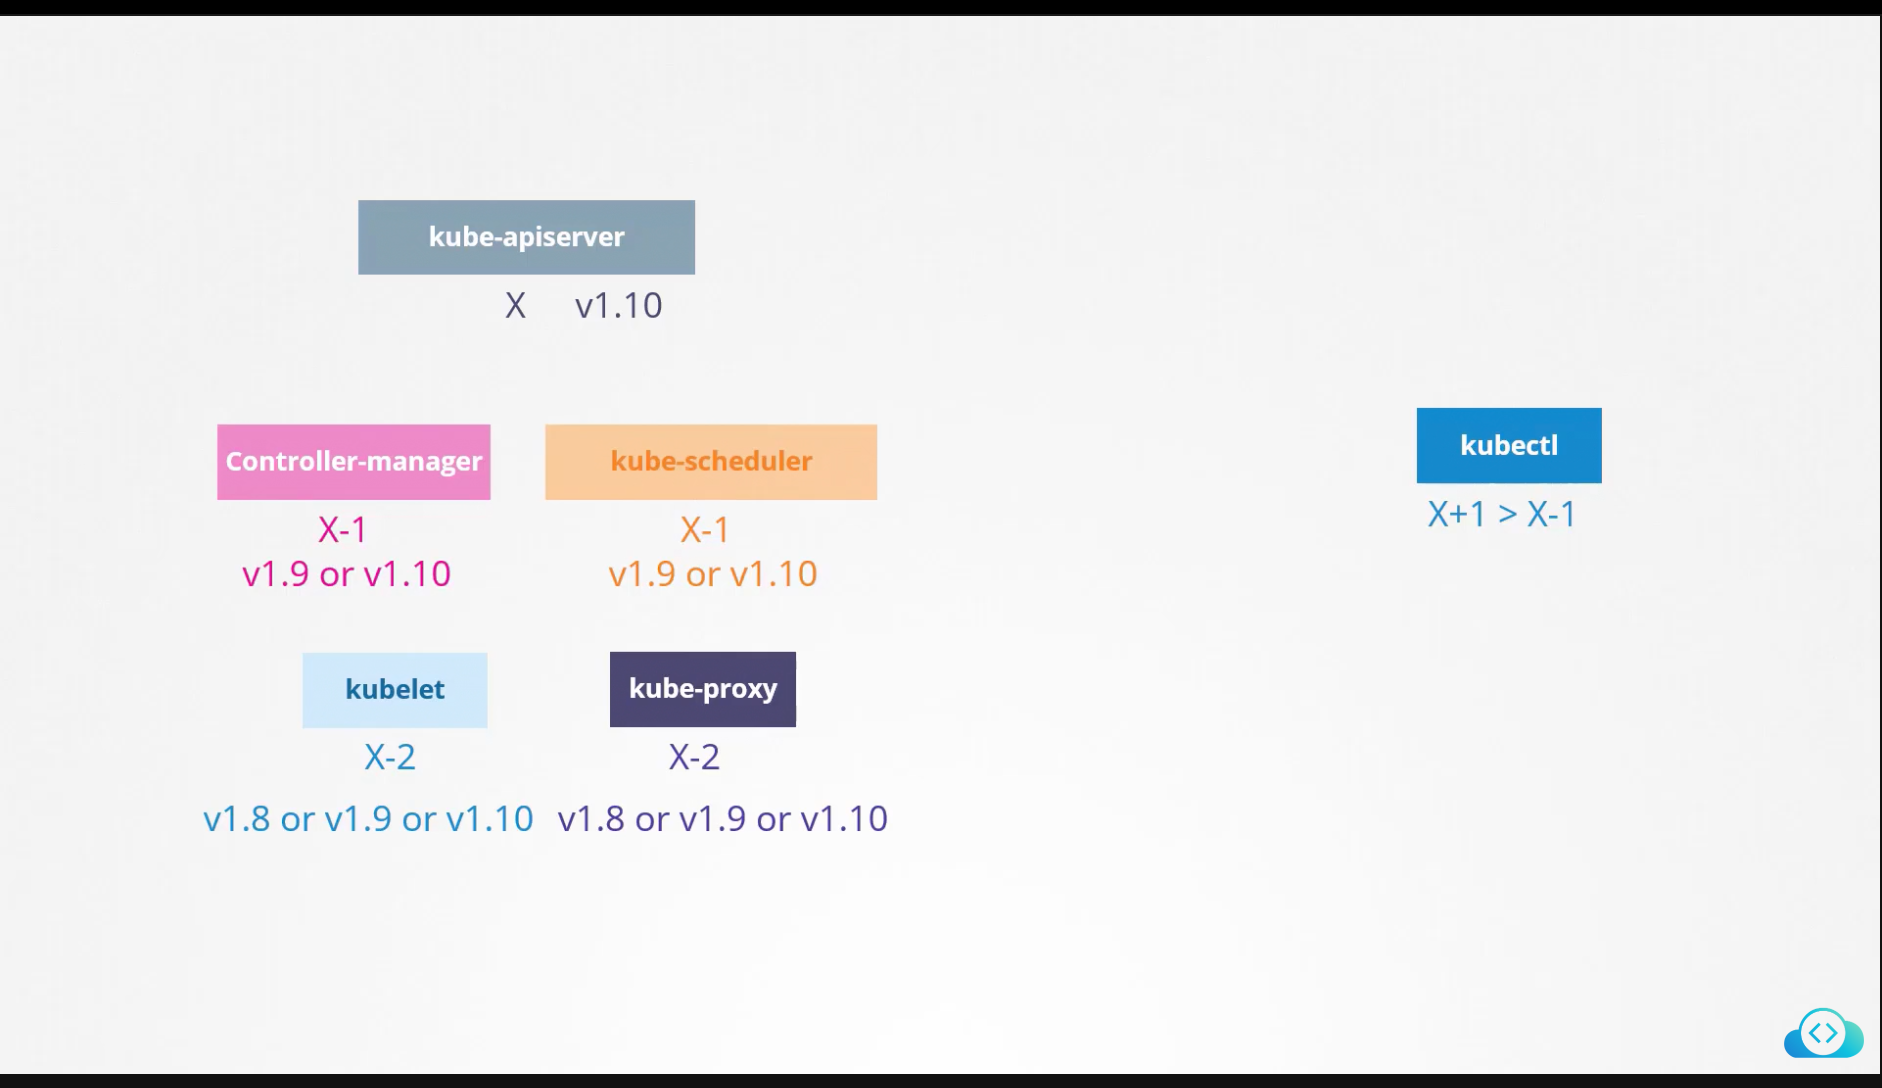 kube-apiserver
X v1.10
Controller-manager
X-1
v1.9 or v1.10
kube-scheduler
X-1
v1.9 or v1.10
kubectl
X+1 > X-1
kubelet
X-2
v1.8 or v1.9 or v1.10
kube-proxy
X-2
v1.8 or v1.9 or v1.10